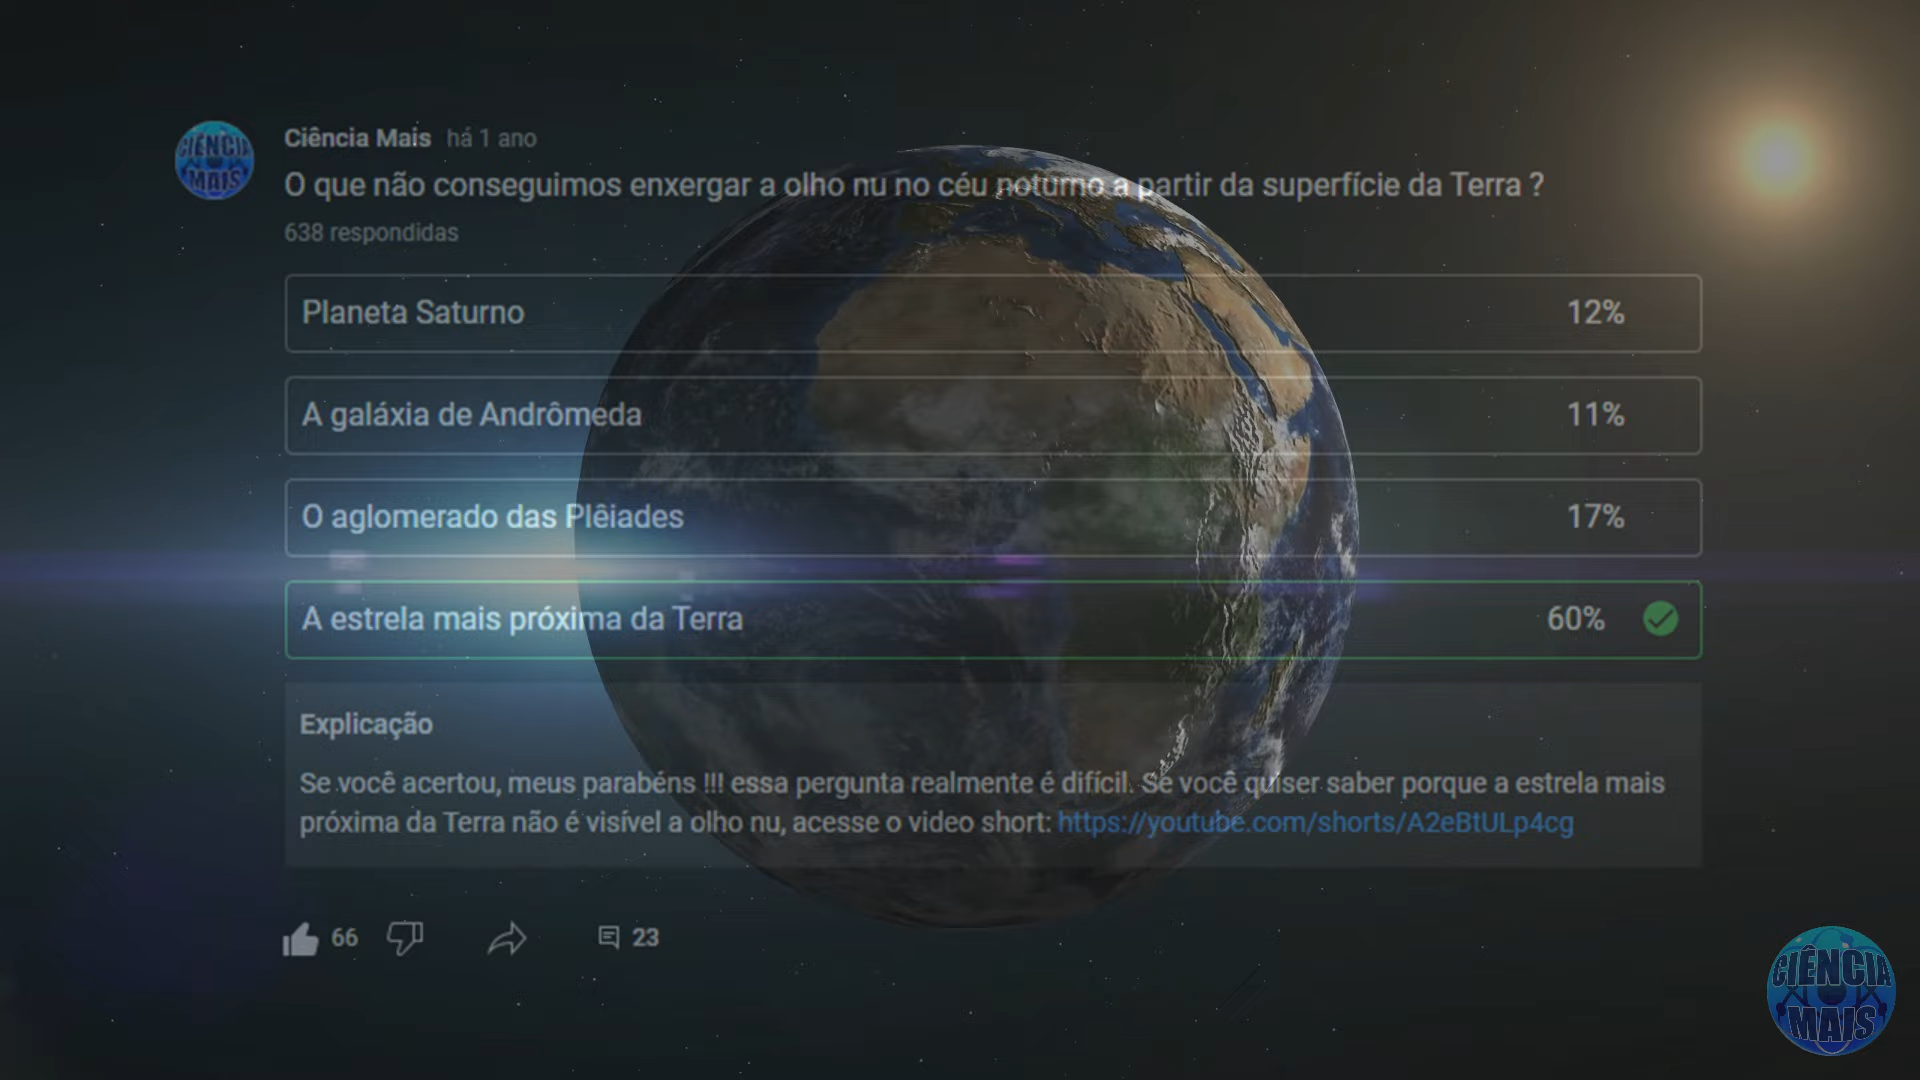 Ciência Mais há 1 ano
O que não conseguimos enxergar a olho nu no céu noturno a partir da superfície da Terra ?
638 respondidas
Planeta Saturno 12%
A galáxia de Andrômeda 11%
O aglomerado das Plêiades 17%
A estrela mais próxima da Terra 60%
Explicação
Se você acertou, meus parabéns !!! essa pergunta realmente é difícil. Se você quiser saber porque a estrela mais
próxima da Terra não é visível a olho nu, acesse o video short: https://youtube.com/shorts/A2eBtULp4cg
66 23
CIÊNCIA
MAIS
CIÊNCIA
MAIS